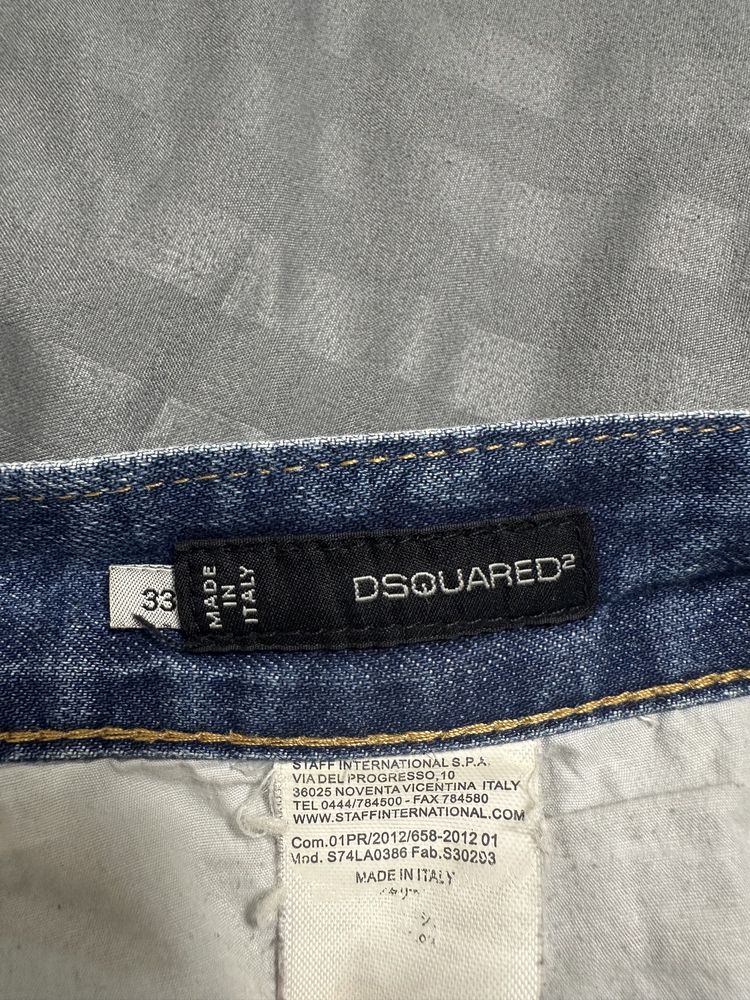 33
MADE
IN
ITALY
DSQUARED²
STAFF INTERNATIONAL S.P.A.
VIA DEL PROGRESSO,10
36025 NOVENTA VICENTINA ITALY
TEL 0444/784500 - FAX 784580
WWW.STAFFINTERNATIONAL.COM
Com.01PR/2012/658-2012 01
Mod. S74LA0386 Fab.S30203
MADE IN ITALY